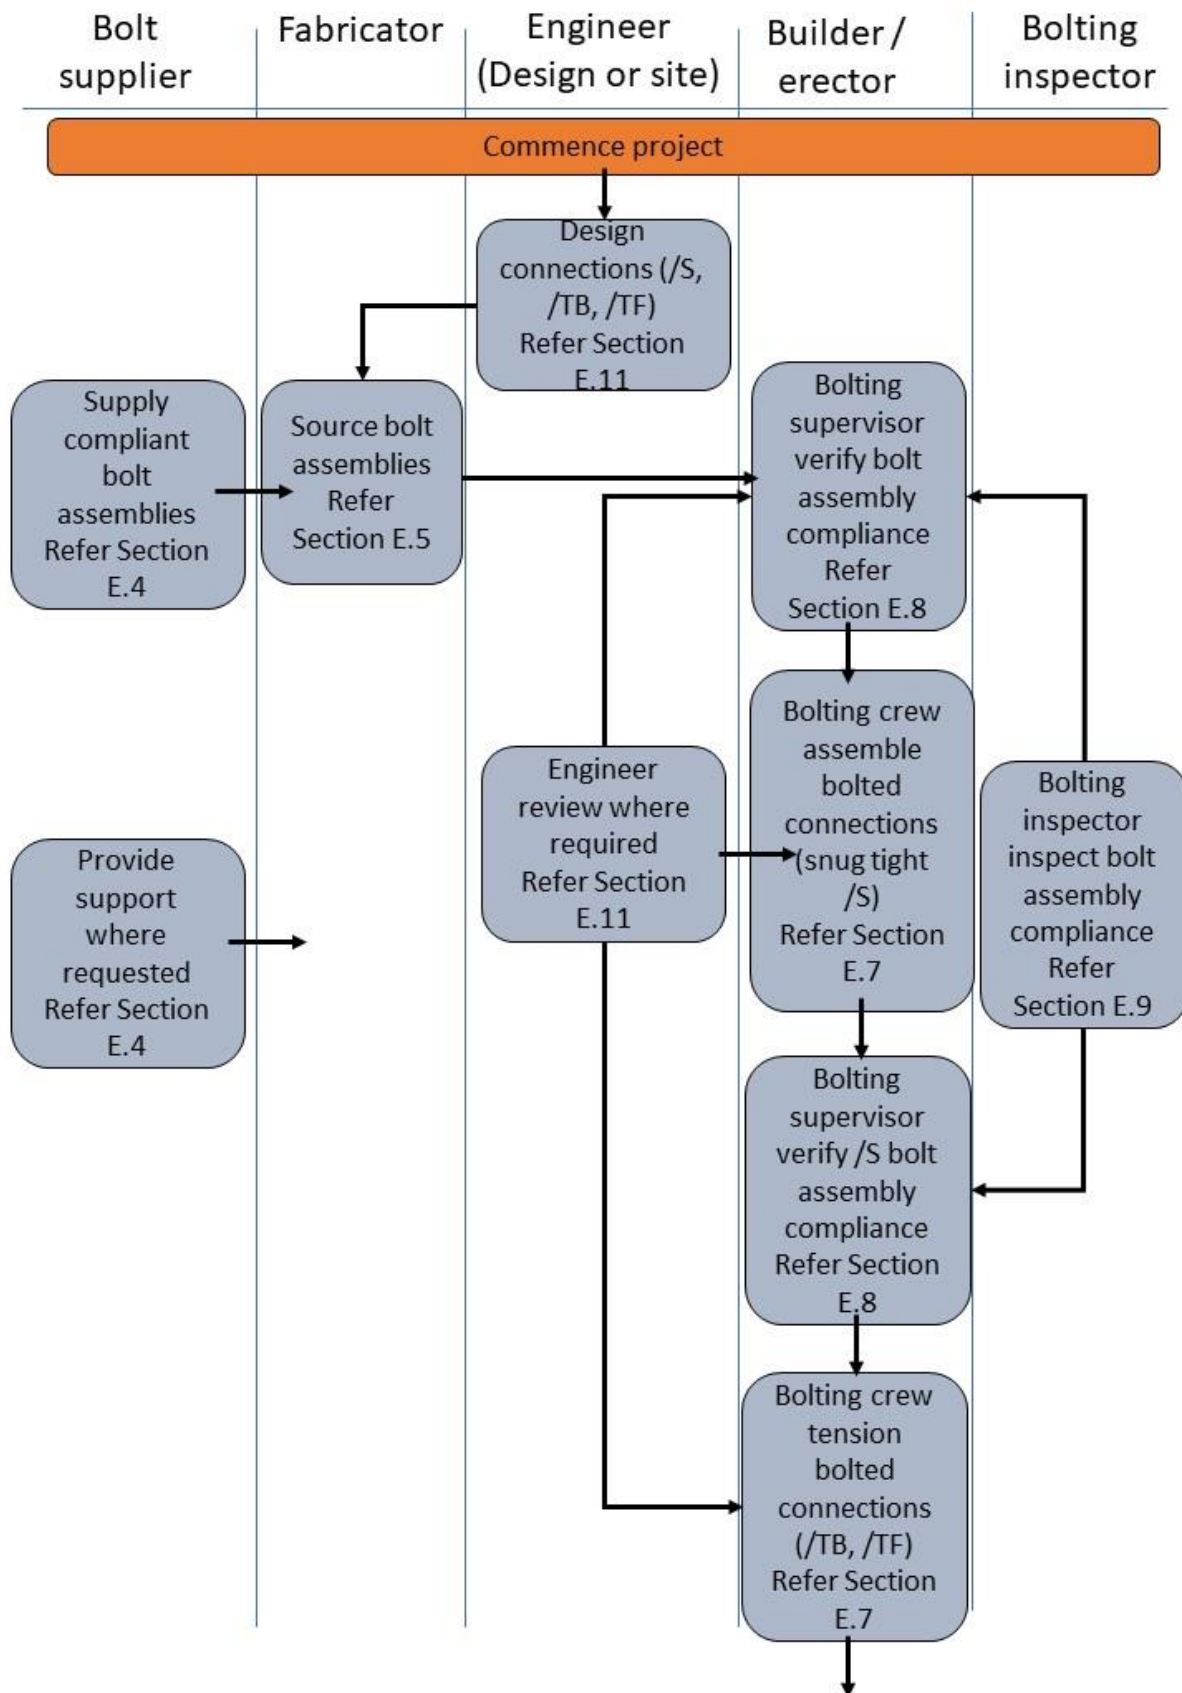 Bolt
supplier
Fabricator
Engineer
(Design or site)
Builder /
erector
Bolting
inspector
Commence project
Design
connections (/S,
/TB, /TF)
Refer Section
E.11
Supply
compliant
bolt
assemblies
Refer Section
E.4
Source bolt
assemblies
Refer
Section E.5
Bolting
supervisor
verify bolt
assembly
compliance
Refer
Section E.8
Bolting crew
assemble
bolted
connections
(snug tight
/S)
Refer Section
E.7
Engineer
review where
required
Refer Section
E.11
Bolting
inspector
inspect bolt
assembly
compliance
Refer
Section E.9
Provide
support
where
requested
Refer Section
E.4
Bolting
supervisor
verify /S bolt
assembly
compliance
Refer Section
E.8
Bolting crew
tension
bolted
connections
(/TB, /TF)
Refer Section
E.7